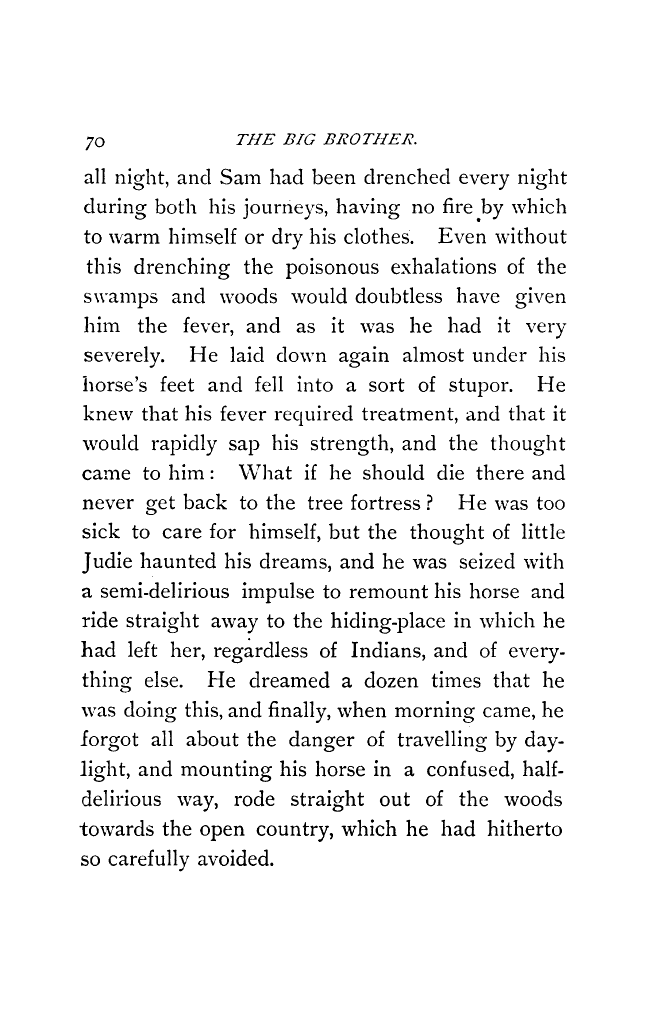 70 THE BIG BROTHER.
all night, and Sam had been drenched every night
during both his journeys, having no fire by which
to warm himself or dry his clothes. Even without
this drenching the poisonous exhalations of the
swamps and woods would doubtless have given
him the fever, and as it was he had it very
severely. He laid down again almost under his
horse's feet and fell into a sort of stupor. He
knew that his fever required treatment, and that it
would rapidly sap his strength, and the thought
came to him: What if he should die there and
never get back to the tree fortress? He was too
sick to care for himself, but the thought of little
Judie haunted his dreams, and he was seized with
a semi-delirious impulse to remount his horse and
ride straight away to the hiding-place in which he
had left her, regardless of Indians, and of every-
thing else. He dreamed a dozen times that he
was doing this, and finally, when morning came, he
forgot all about the danger of travelling by day-
light, and mounting his horse in a confused, half-
delirious way, rode straight out of the woods
towards the open country, which he had hitherto
so carefully avoided.